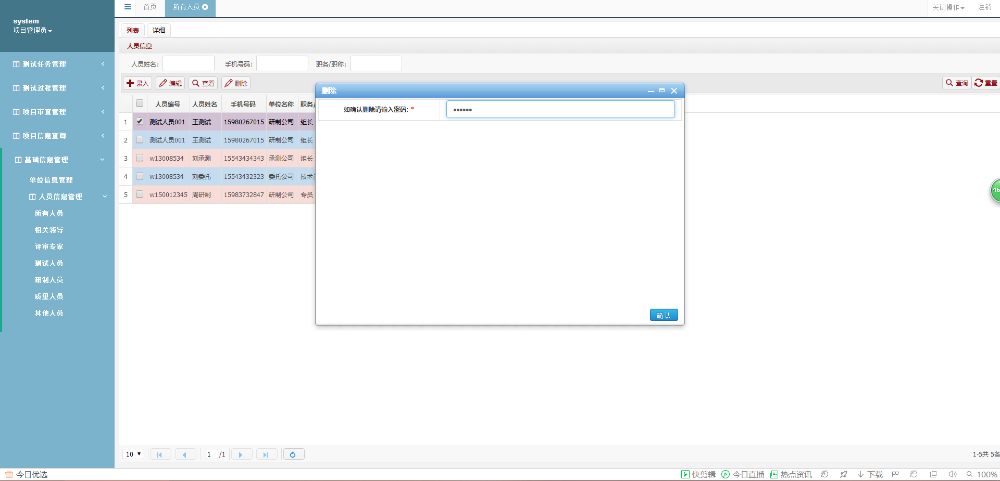 system
项目管理员
测试任务管理
测试过程管理
项目审查管理
项目信息查询
基础信息管理
单位信息管理
人员信息管理
所有人员
相关领导
评审专家
测试人员
研制人员
质量人员
其他人员
首页 所有人员 关闭操作 注销
列表 详细
人员信息
人员姓名: 手机号码: 职务/职称:
录入 编辑 查看 删除 查询 重置
人员编号 人员姓名 手机号码 单位名称 职务/
1 测试人员001 王测试 15980267015 研制公司 组长
2 测试人员001 王测试 15980267015 研制公司 组长
3 w13008534 刘承测 15543434343 承测公司 组长
4 w13008534 刘委托 15543432323 委托公司 技术员
5 w150012345 周研制 15983732847 研制公司 专员
删除
如确认删除请输入密码: *
••••••
确认
46
10 1 /1 1-5共 5条
今日优选 快剪辑 今日直播 热点资讯 下载 100%